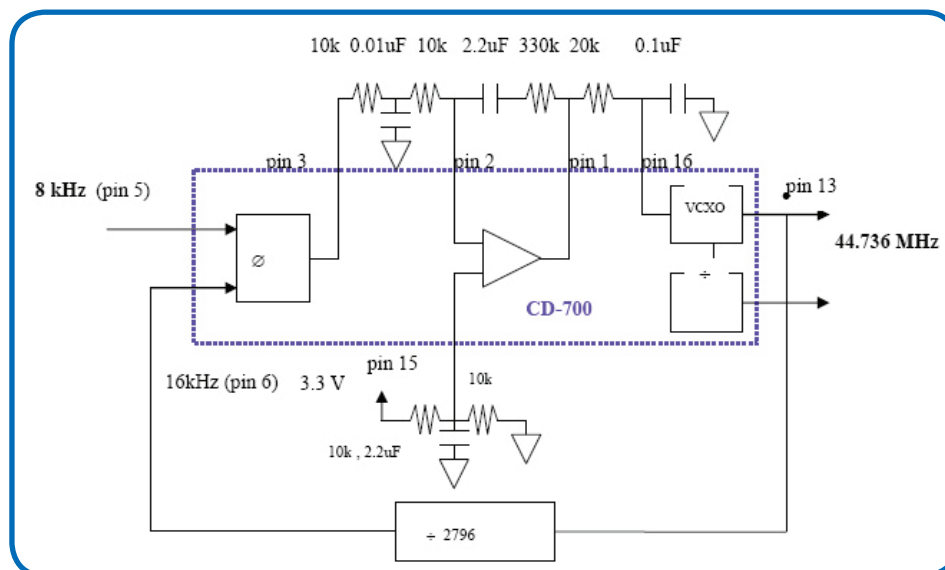 10k 0.01uF 10k 2.2uF 330k 20k 0.1uF
pin 3 pin 2 pin 1 pin 16
8 kHz (pin 5) pin 13
VCXO
44.736 MHz
Ø
÷
CD-700
pin 15
16kHz (pin 6) 3.3 V 10k
10k , 2.2uF
÷ 2796